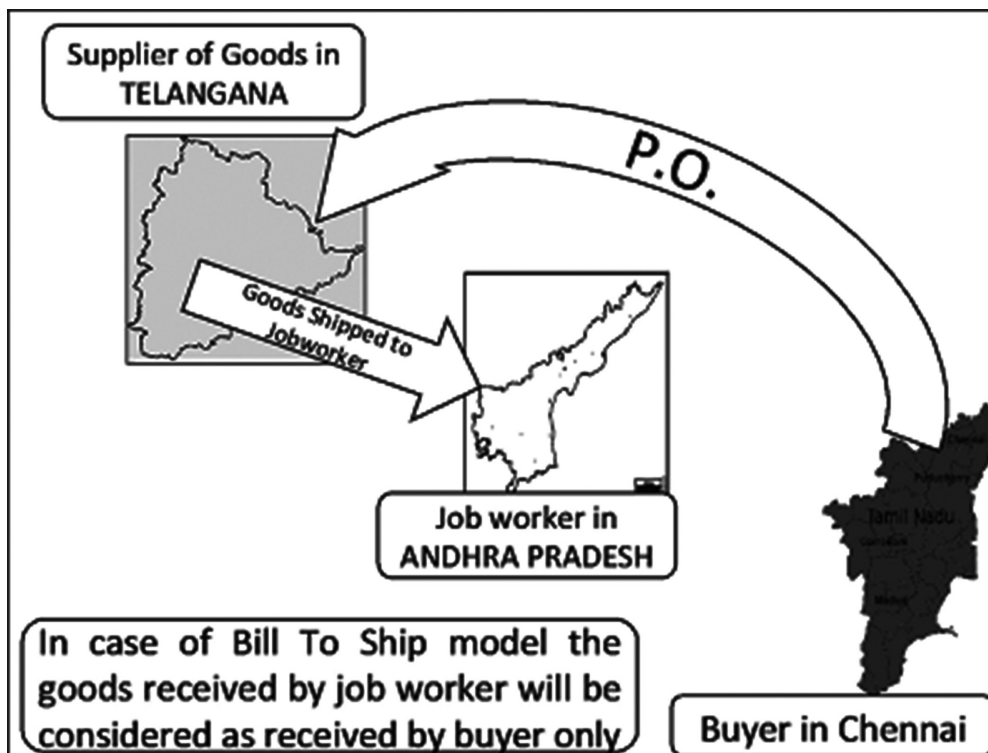 Supplier of Goods in
TELANGANA
P.O.
Goods Shipped to
Jobworker
Job worker in
ANDHRA PRADESH
Chennai
Tamil Nadu
In case of Bill To Ship model the
goods received by job worker will be
considered as received by buyer only
Buyer in Chennai